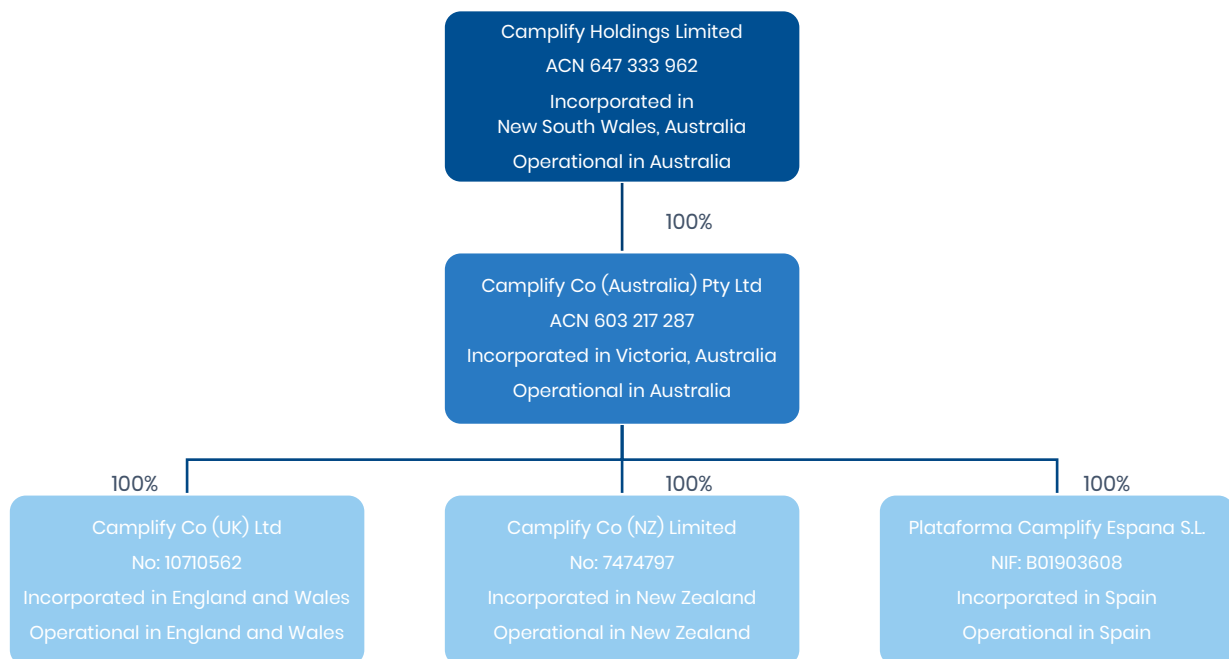 Camplify Holdings Limited
ACN 647 333 962
Incorporated in
New South Wales, Australia
Operational in Australia
100%
Camplify Co (Australia) Pty Ltd
ACN 603 217 287
Incorporated in Victoria, Australia
Operational in Australia
100%
100%
100%
Camplify Co (UK) Ltd
No: 10710562
Incorporated in England and Wales
Operational in England and Wales
Camplify Co (NZ) Limited
No: 7474797
Incorporated in New Zealand
Operational in New Zealand
Plataforma Camplify Espana S.L.
NIF: B01903608
Incorporated in Spain
Operational in Spain